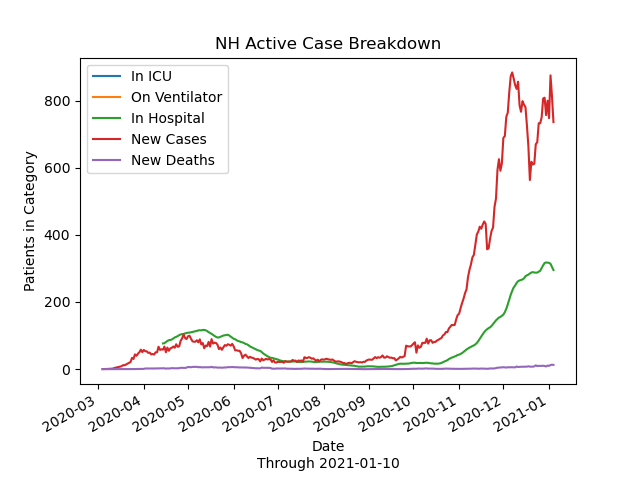 NH Active Case Breakdown
In ICU
On Ventilator
In Hospital
New Cases
New Deaths
Patients in Category
800
600
400
200
0
2020-03
2020-04
2020-05
2020-06
2020-07
2020-08
2020-09
2020-10
2020-11
2020-12
2021-01
Date
Through 2021-01-10